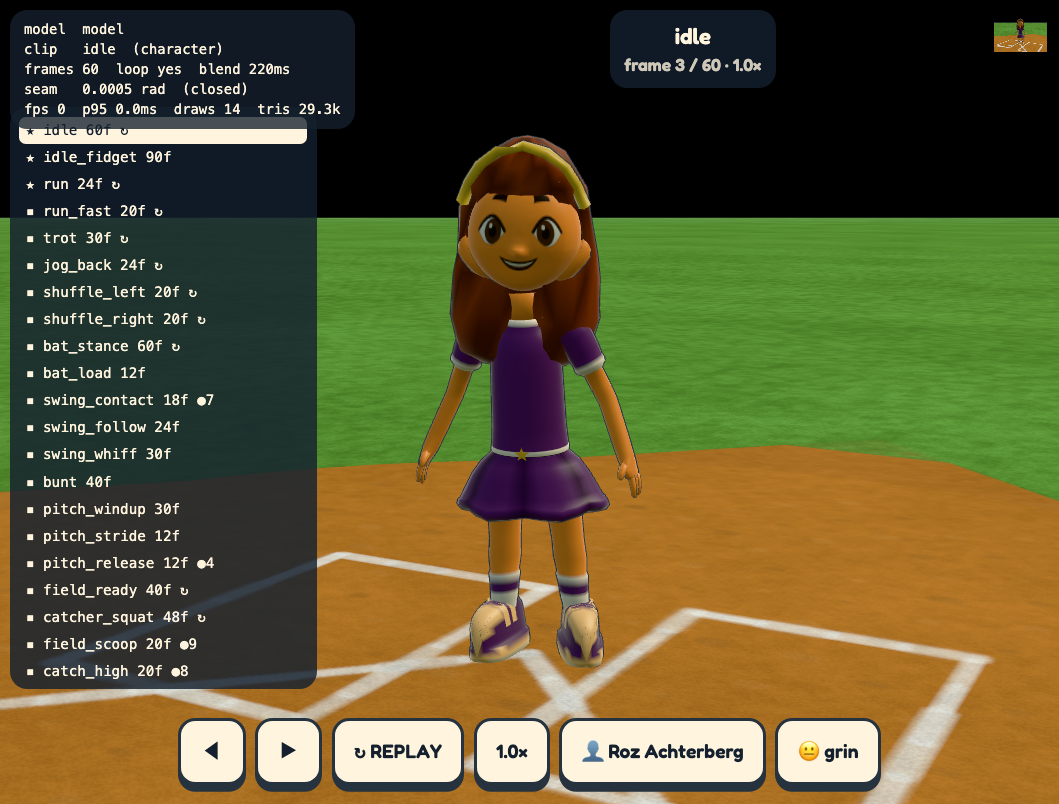 model model
clip idle (character)
frames 60 loop yes blend 220ms
seam 0.0005 rad (closed)
fps 0 p95 0.0ms draws 14 tris 29.3k
★ idle 60f ↻
★ idle_fidget 90f
★ run 24f ↻
▪ run_fast 20f ↻
▪ trot 30f ↻
▪ jog_back 24f ↻
▪ shuffle_left 20f ↻
▪ shuffle_right 20f ↻
▪ bat_stance 60f ↻
▪ bat_load 12f
▪ swing_contact 18f ●7
▪ swing_follow 24f
▪ swing_whiff 30f
▪ bunt 40f
▪ pitch_windup 30f
▪ pitch_stride 12f
▪ pitch_release 12f ●4
▪ field_ready 40f ↻
▪ catcher_squat 48f ↻
▪ field_scoop 20f ●9
▪ catch_high 20f ●8
idle
frame 3 / 60 · 1.0×
◀ ▶ ↻ REPLAY 1.0× 👤 Roz Achterberg 😐 grin